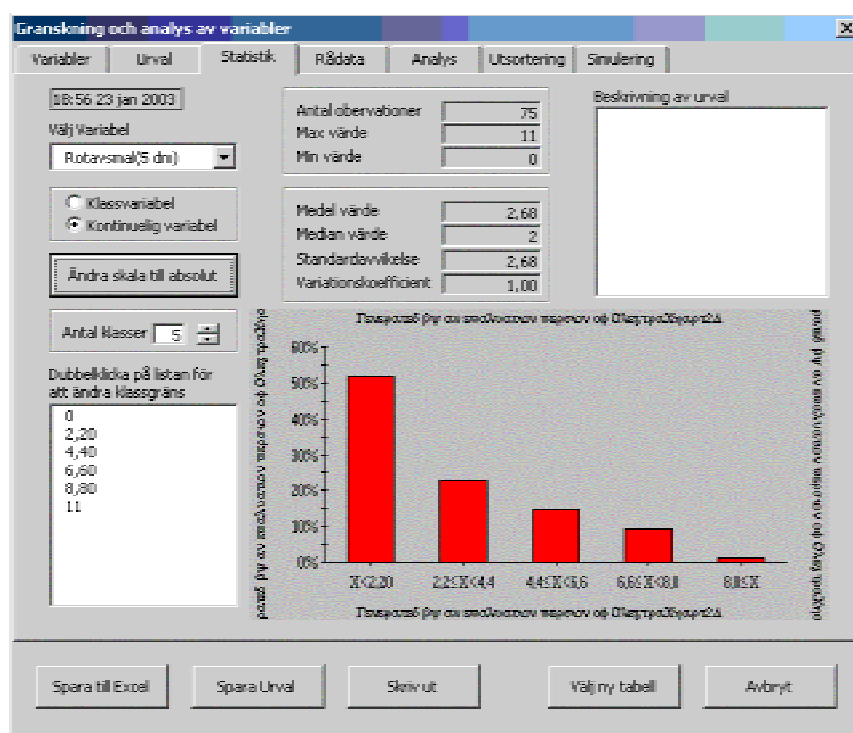 Granskning och analys av variabler
Variabler Urval Statistik Rådata Analys Utsortering Simulering
18:56 23 jan 2003
Välj Variabel
Rotavsmal(5 dm)
Klassvariabel
Kontinuelig variabel
Ändra skala till absolut
Antal klasser 5
Dubbelklicka på listan för
att ändra klassgräns
0
2,20
4,40
6,60
8,80
11
Antal obervationer 75
Max värde 11
Min värde 0
Medel värde 2,68
Median värde 2
Standardavvikelse 2,68
Variationskoefficient 1,00
Beskrivning av urval
60%
50%
40%
30%
20%
10%
0%
X<2,20 2,2≤X<4,4 4,4≤X<6,6 6,6≤X<8,8 8,8≤X
Spara till Excel Spara Urval Skriv ut Välj ny tabell Avbryt